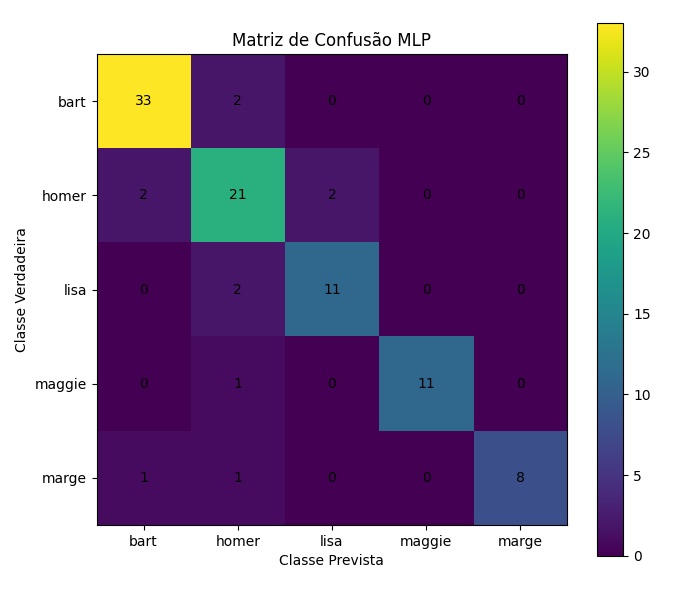 Matriz de Confusão MLP
bart 33 2 0 0 0
homer 2 21 2 0 0
lisa 0 2 11 0 0
maggie 0 1 0 11 0
marge 1 1 0 0 8
bart homer lisa maggie marge
Classe Prevista
Classe Verdadeira
30
25
20
15
10
5
0